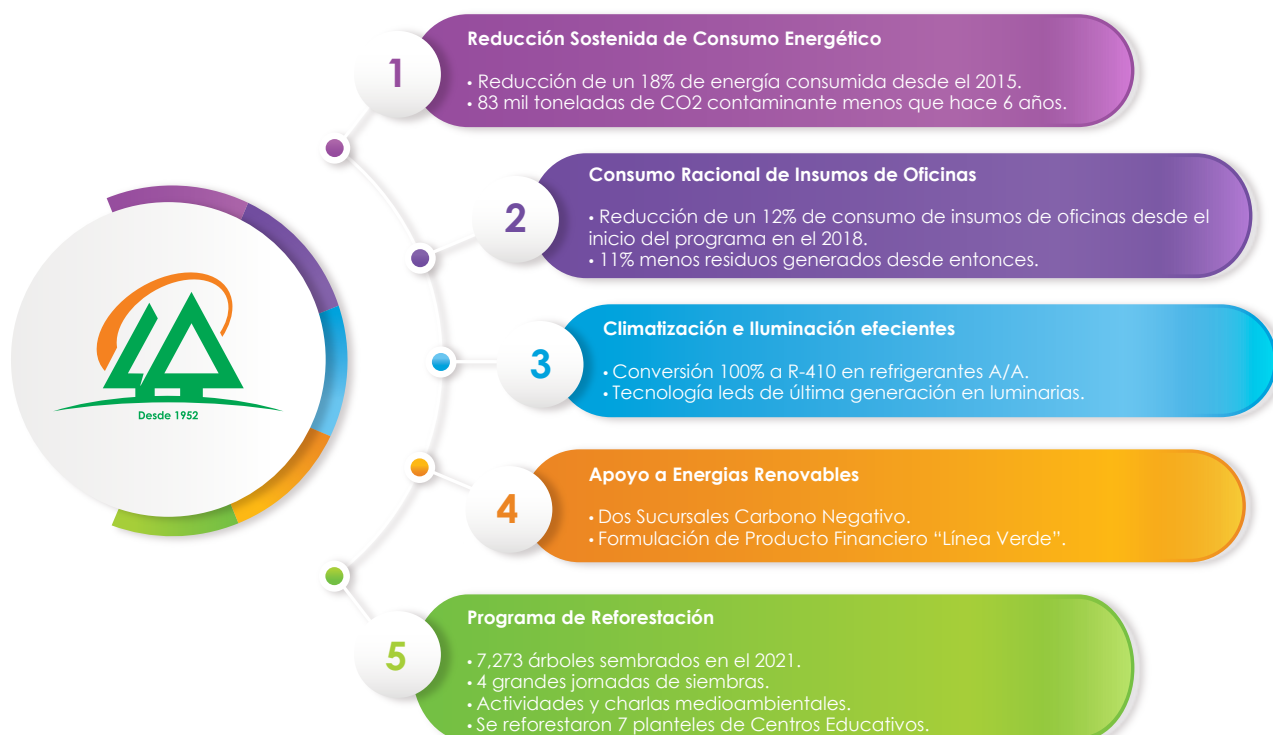 1
Reducción Sostenida de Consumo Energético
• Reducción de un 18% de energía consumida desde el 2015.
• 83 mil toneladas de CO2 contaminante menos que hace 6 años.
2
Consumo Racional de Insumos de Oficinas
• Reducción de un 12% de consumo de insumos de oficinas desde el
inicio del programa en el 2018.
• 11% menos residuos generados desde entonces.
3
Climatización e Iluminación efecientes
• Conversión 100% a R-410 en refrigerantes A/A.
• Tecnología leds de última generación en luminarias.
4
Apoyo a Energias Renovables
• Dos Sucursales Carbono Negativo.
• Formulación de Producto Financiero “Línea Verde”.
5
Programa de Reforestación
• 7,273 árboles sembrados en el 2021.
• 4 grandes jornadas de siembras.
• Actividades y charlas medioambientales.
• Se reforestaron 7 planteles de Centros Educativos.
LA
Desde 1952